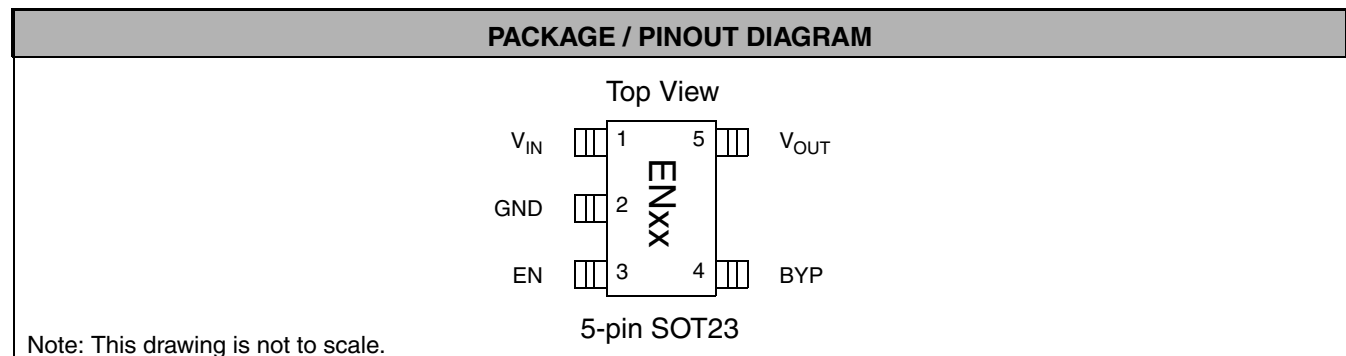 PACKAGE / PINOUT DIAGRAM
Top View
VIN 1 5 VOUT
GND 2 ENxx
EN 3 4 BYP
5-pin SOT23
Note: This drawing is not to scale.